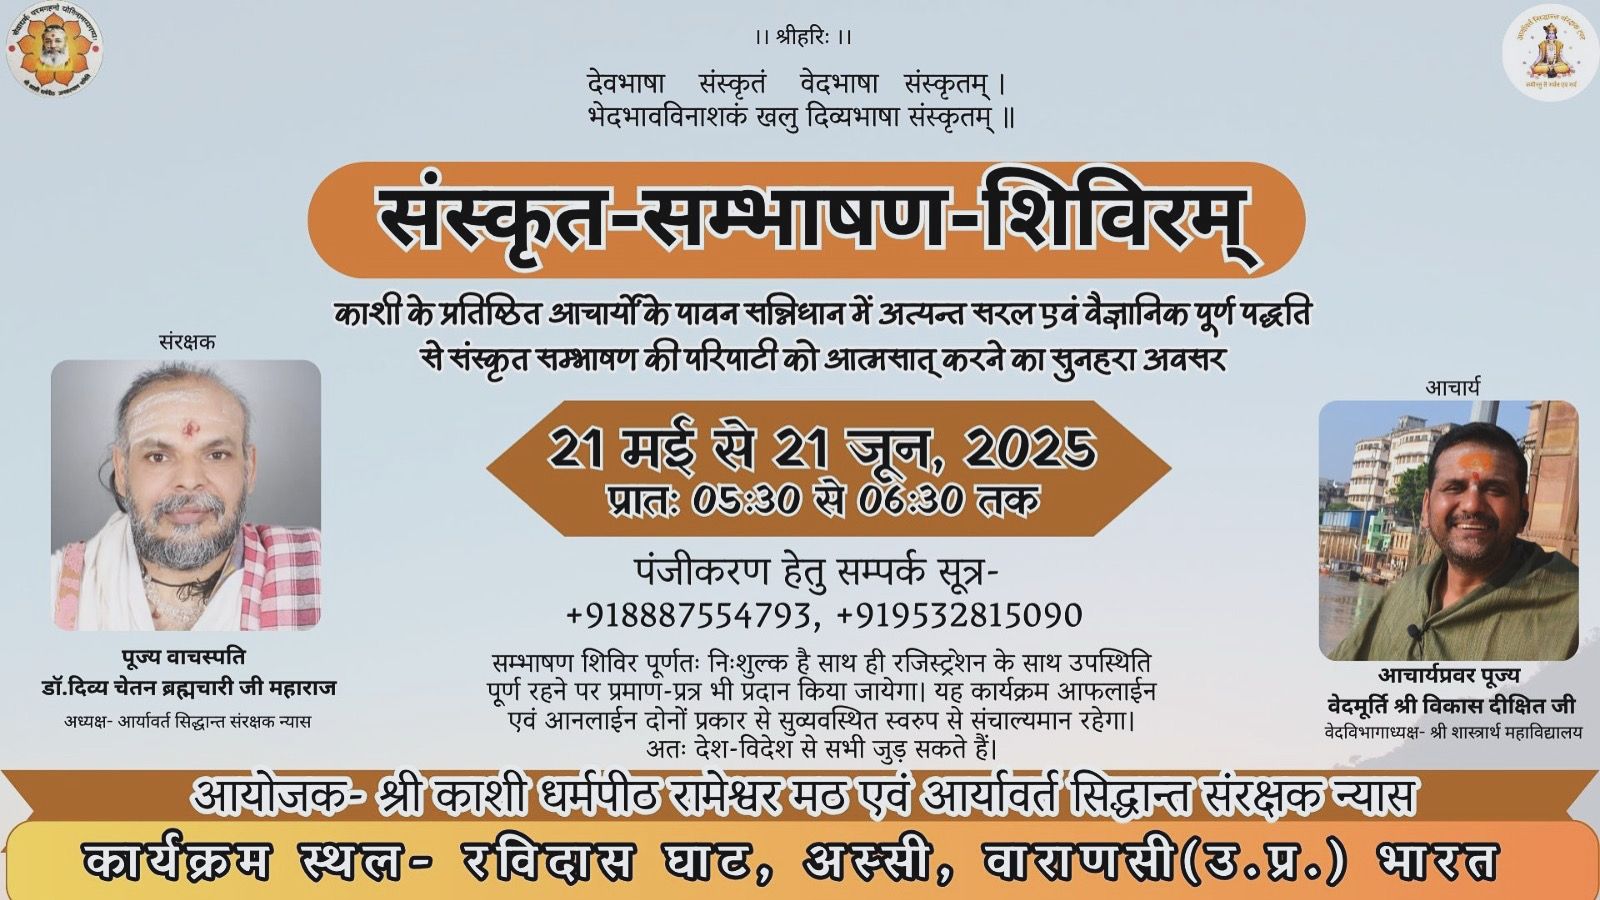 ।। श्रीहरिः ।।
देवभाषा संस्कृतं वेदभाषा संस्कृतम् ।
भेदभावविनाशकं खलु दिव्यभाषा संस्कृतम् ॥
संस्कृत-सम्भाषण-शिविरम्
काशी के प्रतिष्ठित आचार्यों के पावन सन्निधान में अत्यन्त सरल एवं वैज्ञानिक पूर्ण पद्धति
से संस्कृत सम्भाषण की परिपाटी को आत्मसात् करने का सुनहरा अवसर
संरक्षक
पूज्य वाचस्पति
डॉ.दिव्य चेतन ब्रह्मचारी जी महाराज
अध्यक्ष- आर्यावर्त सिद्धान्त संरक्षक न्यास
21 मई से 21 जून, 2025
प्रातः 05:30 से 06:30 तक
पंजीकरण हेतु सम्पर्क सूत्र-
+918887554793, +919532815090
सम्भाषण शिविर पूर्णतः निःशुल्क है साथ ही रजिस्ट्रेशन के साथ उपस्थिति
पूर्ण रहने पर प्रमाण-प्रत्र भी प्रदान किया जायेगा। यह कार्यक्रम आफलाईन
एवं आनलाईन दोनों प्रकार से सुव्यवस्थित स्वरुप से संचाल्यमान रहेगा।
अतः देश-विदेश से सभी जुड़ सकते हैं।
आचार्य
आचार्यप्रवर पूज्य
वेदमूर्ति श्री विकास दीक्षित जी
वेदविभागाध्यक्ष- श्री शास्त्रार्थ महाविद्यालय
आयोजक- श्री काशी धर्मपीठ रामेश्वर मठ एवं आर्यावर्त सिद्धान्त संरक्षक न्यास
कार्यक्रम स्थल- रविदास घाट, अस्सी, वाराणसी(उ.प्र.) भारत